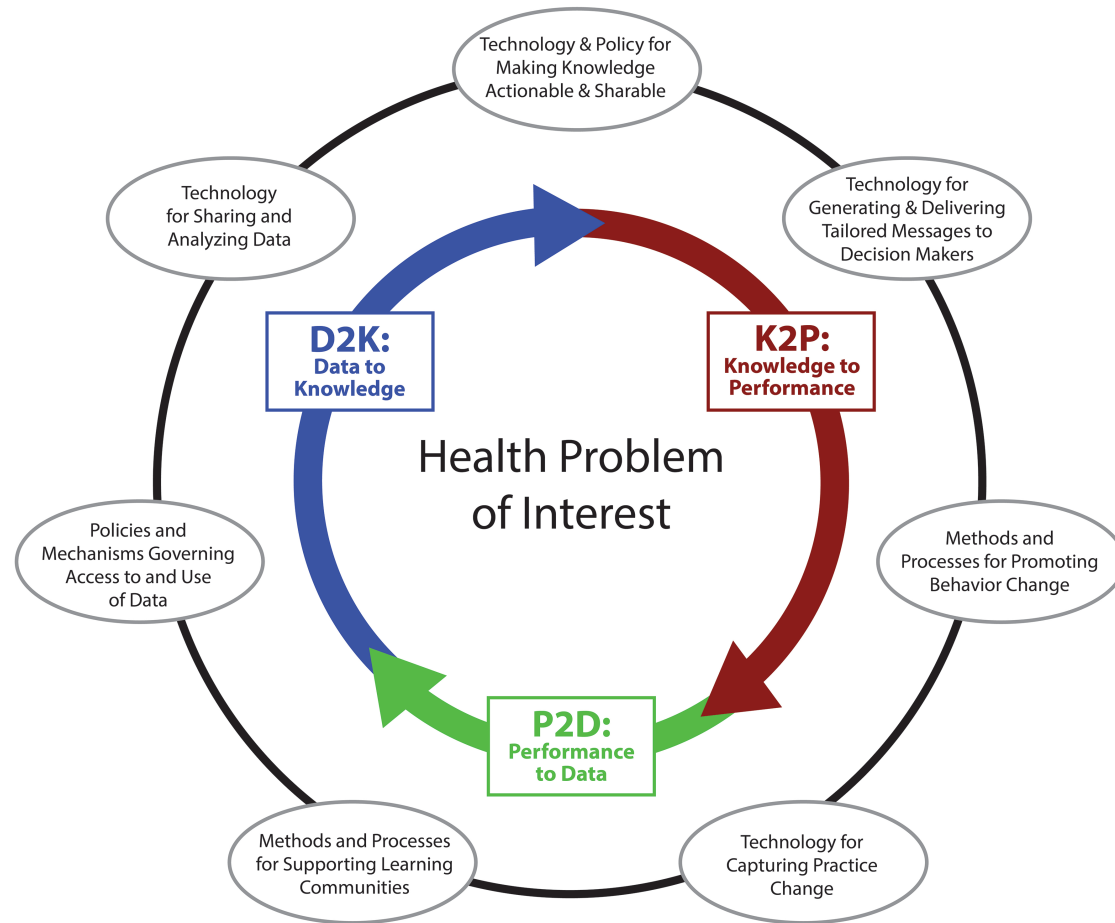 Technology & Policy for
Making Knowledge
Actionable & Sharable
Technology
for Sharing and
Analyzing Data
Technology for
Generating & Delivering
Tailored Messages to
Decision Makers
D2K:
Data to
Knowledge
K2P:
Knowledge to
Performance
Health Problem
of Interest
Policies and
Mechanisms Governing
Access to and Use
of Data
Methods and
Processes for Promoting
Behavior Change
P2D:
Performance
to Data
Methods and Processes
for Supporting Learning
Communities
Technology for
Capturing Practice
Change